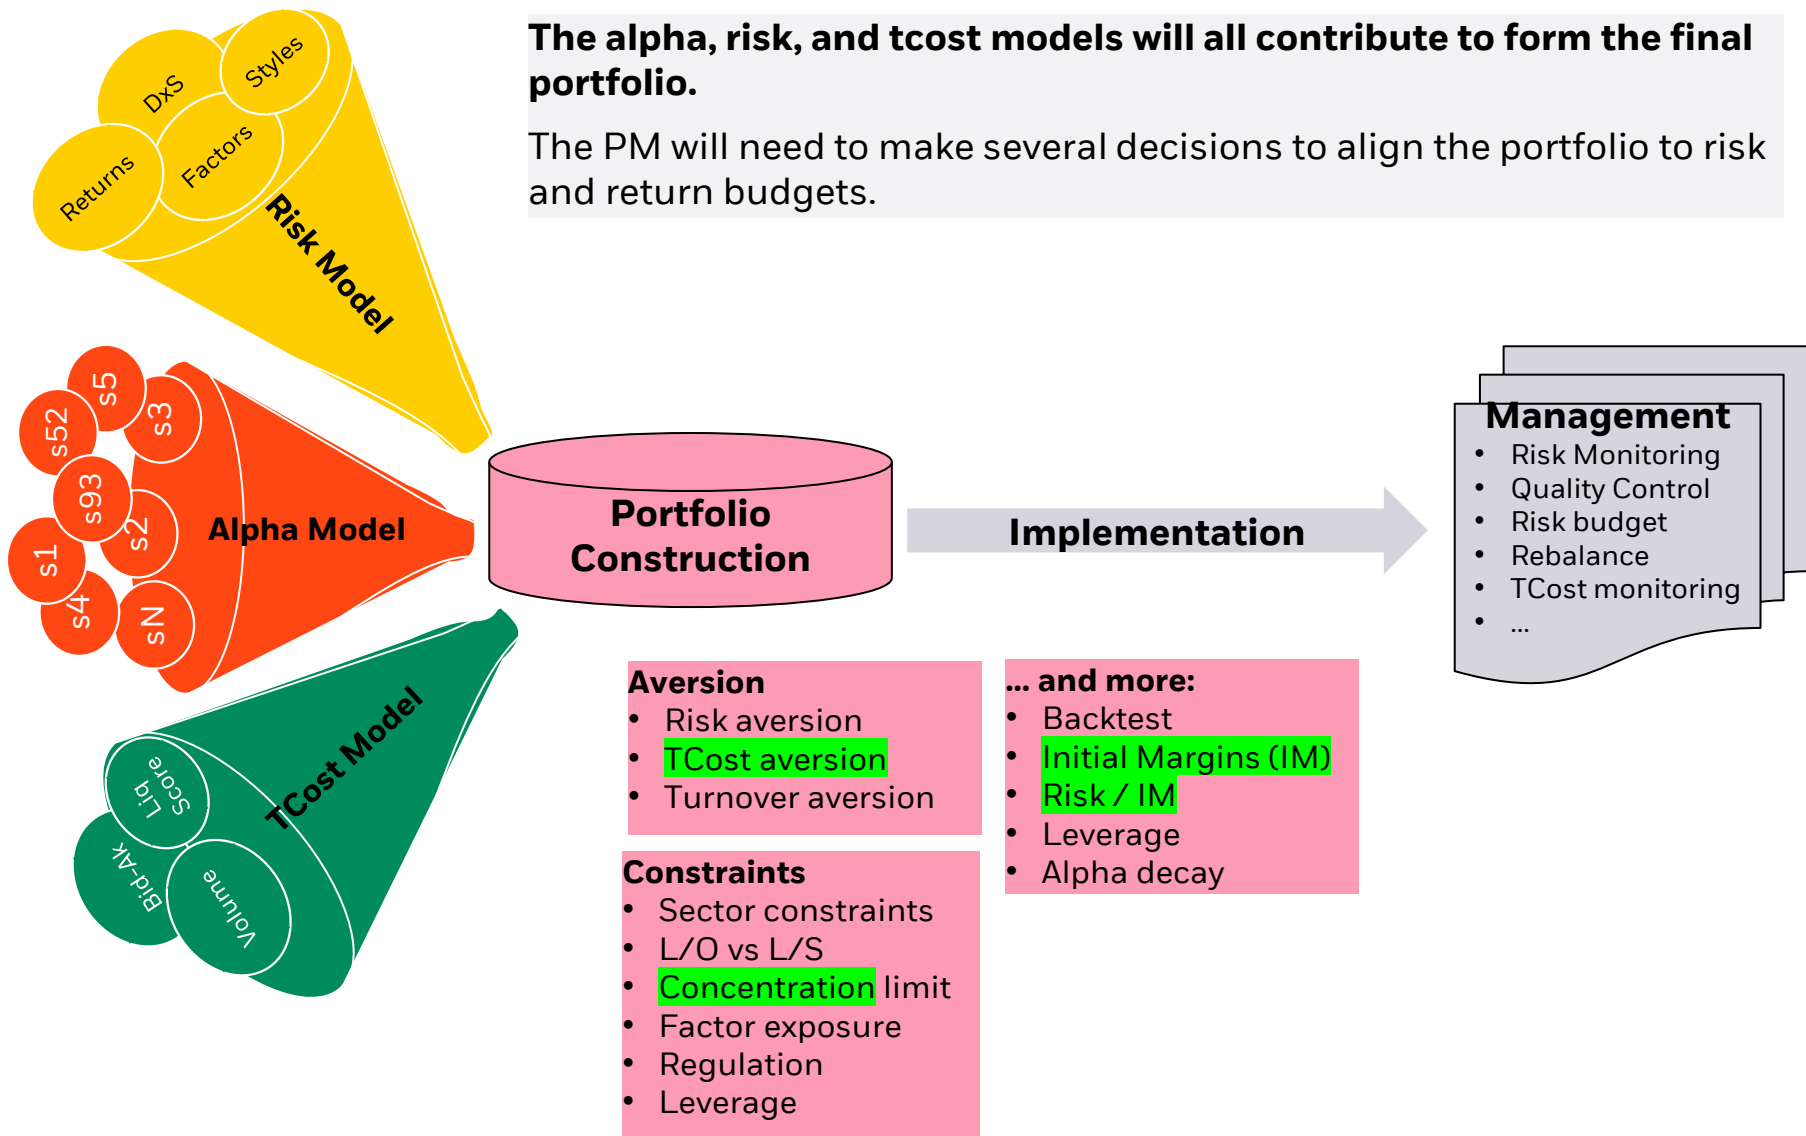 The alpha, risk, and tcost models will all contribute to form the final
portfolio.
The PM will need to make several decisions to align the portfolio to risk
and return budgets.
DxS
Styles
Returns
Factors
Risk Model
s5
s52
s3
s93
s2
s1
s4
sN
Alpha Model
Liq
Score
Bid-Ak
Volume
TCost Model
Portfolio
Construction
Implementation
Management
• Risk Monitoring
• Quality Control
• Risk budget
• Rebalance
• TCost monitoring
• ...
Aversion
• Risk aversion
• TCost aversion
• Turnover aversion
Constraints
• Sector constraints
• L/O vs L/S
• Concentration limit
• Factor exposure
• Regulation
• Leverage
... and more:
• Backtest
• Initial Margins (IM)
• Risk / IM
• Leverage
• Alpha decay